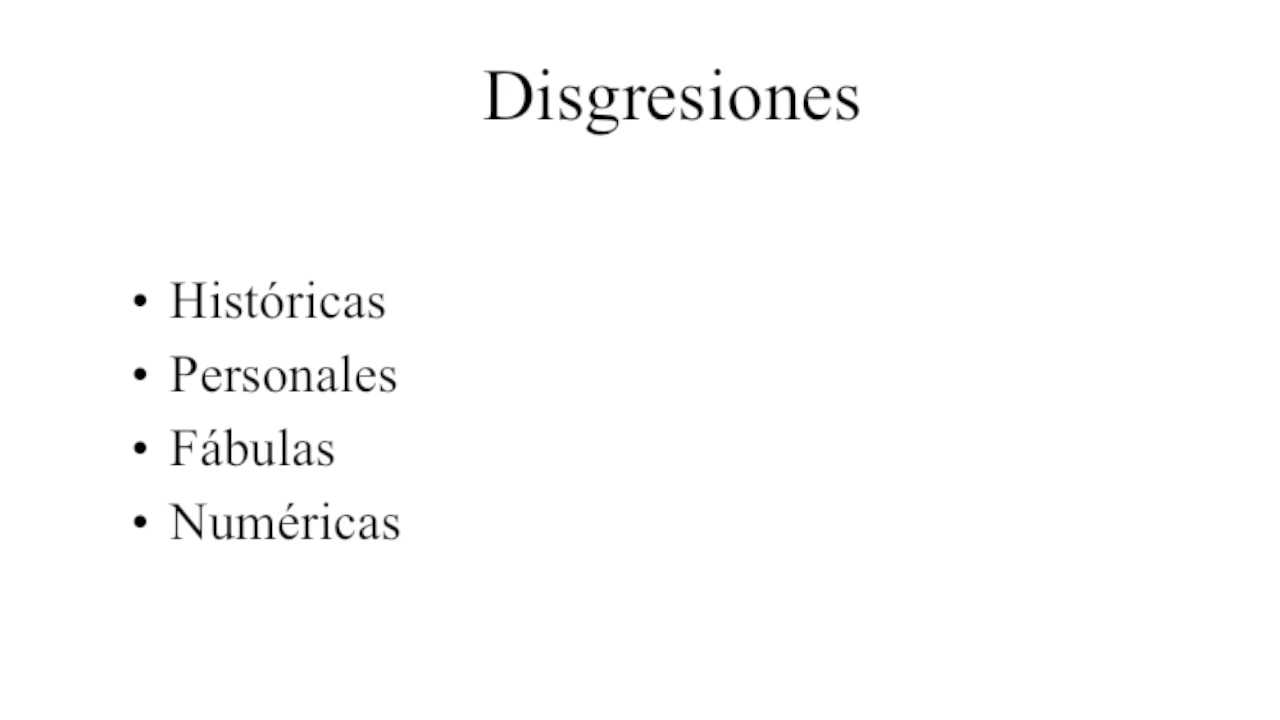 Disgresiones
• Históricas
• Personales
• Fábulas
• Numéricas